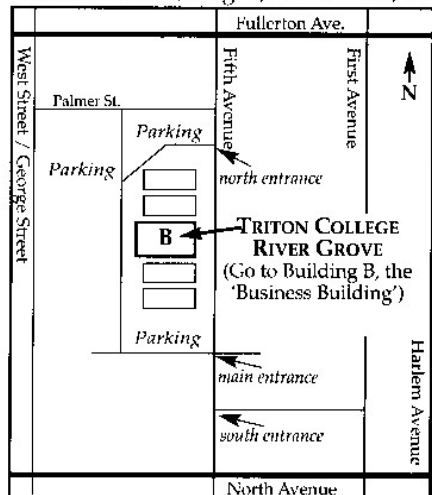 Fullerton Ave.
West Street / George Street
Fifth Avenue
First Avenue
N
Palmer St.
Parking
Parking
north entrance
B
TRITON COLLEGE
RIVER GROVE
(Go to Building B, the
'Business Building')
Parking
Harlem Avenue
main entrance
south entrance
North Avenue